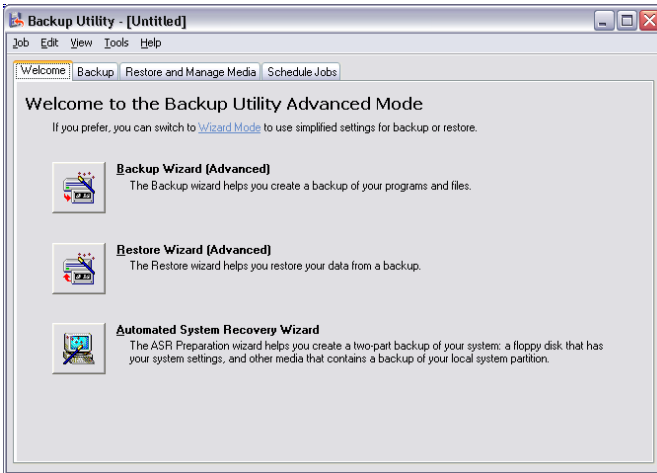 Backup Utility - [Untitled]
Job Edit View Tools Help
Welcome Backup Restore and Manage Media Schedule Jobs
Welcome to the Backup Utility Advanced Mode
If you prefer, you can switch to Wizard Mode to use simplified settings for backup or restore.
Backup Wizard (Advanced)
The Backup wizard helps you create a backup of your programs and files.
Restore Wizard (Advanced)
The Restore wizard helps you restore your data from a backup.
Automated System Recovery Wizard
The ASR Preparation wizard helps you create a two-part backup of your system: a floppy disk that has
your system settings, and other media that contains a backup of your local system partition.